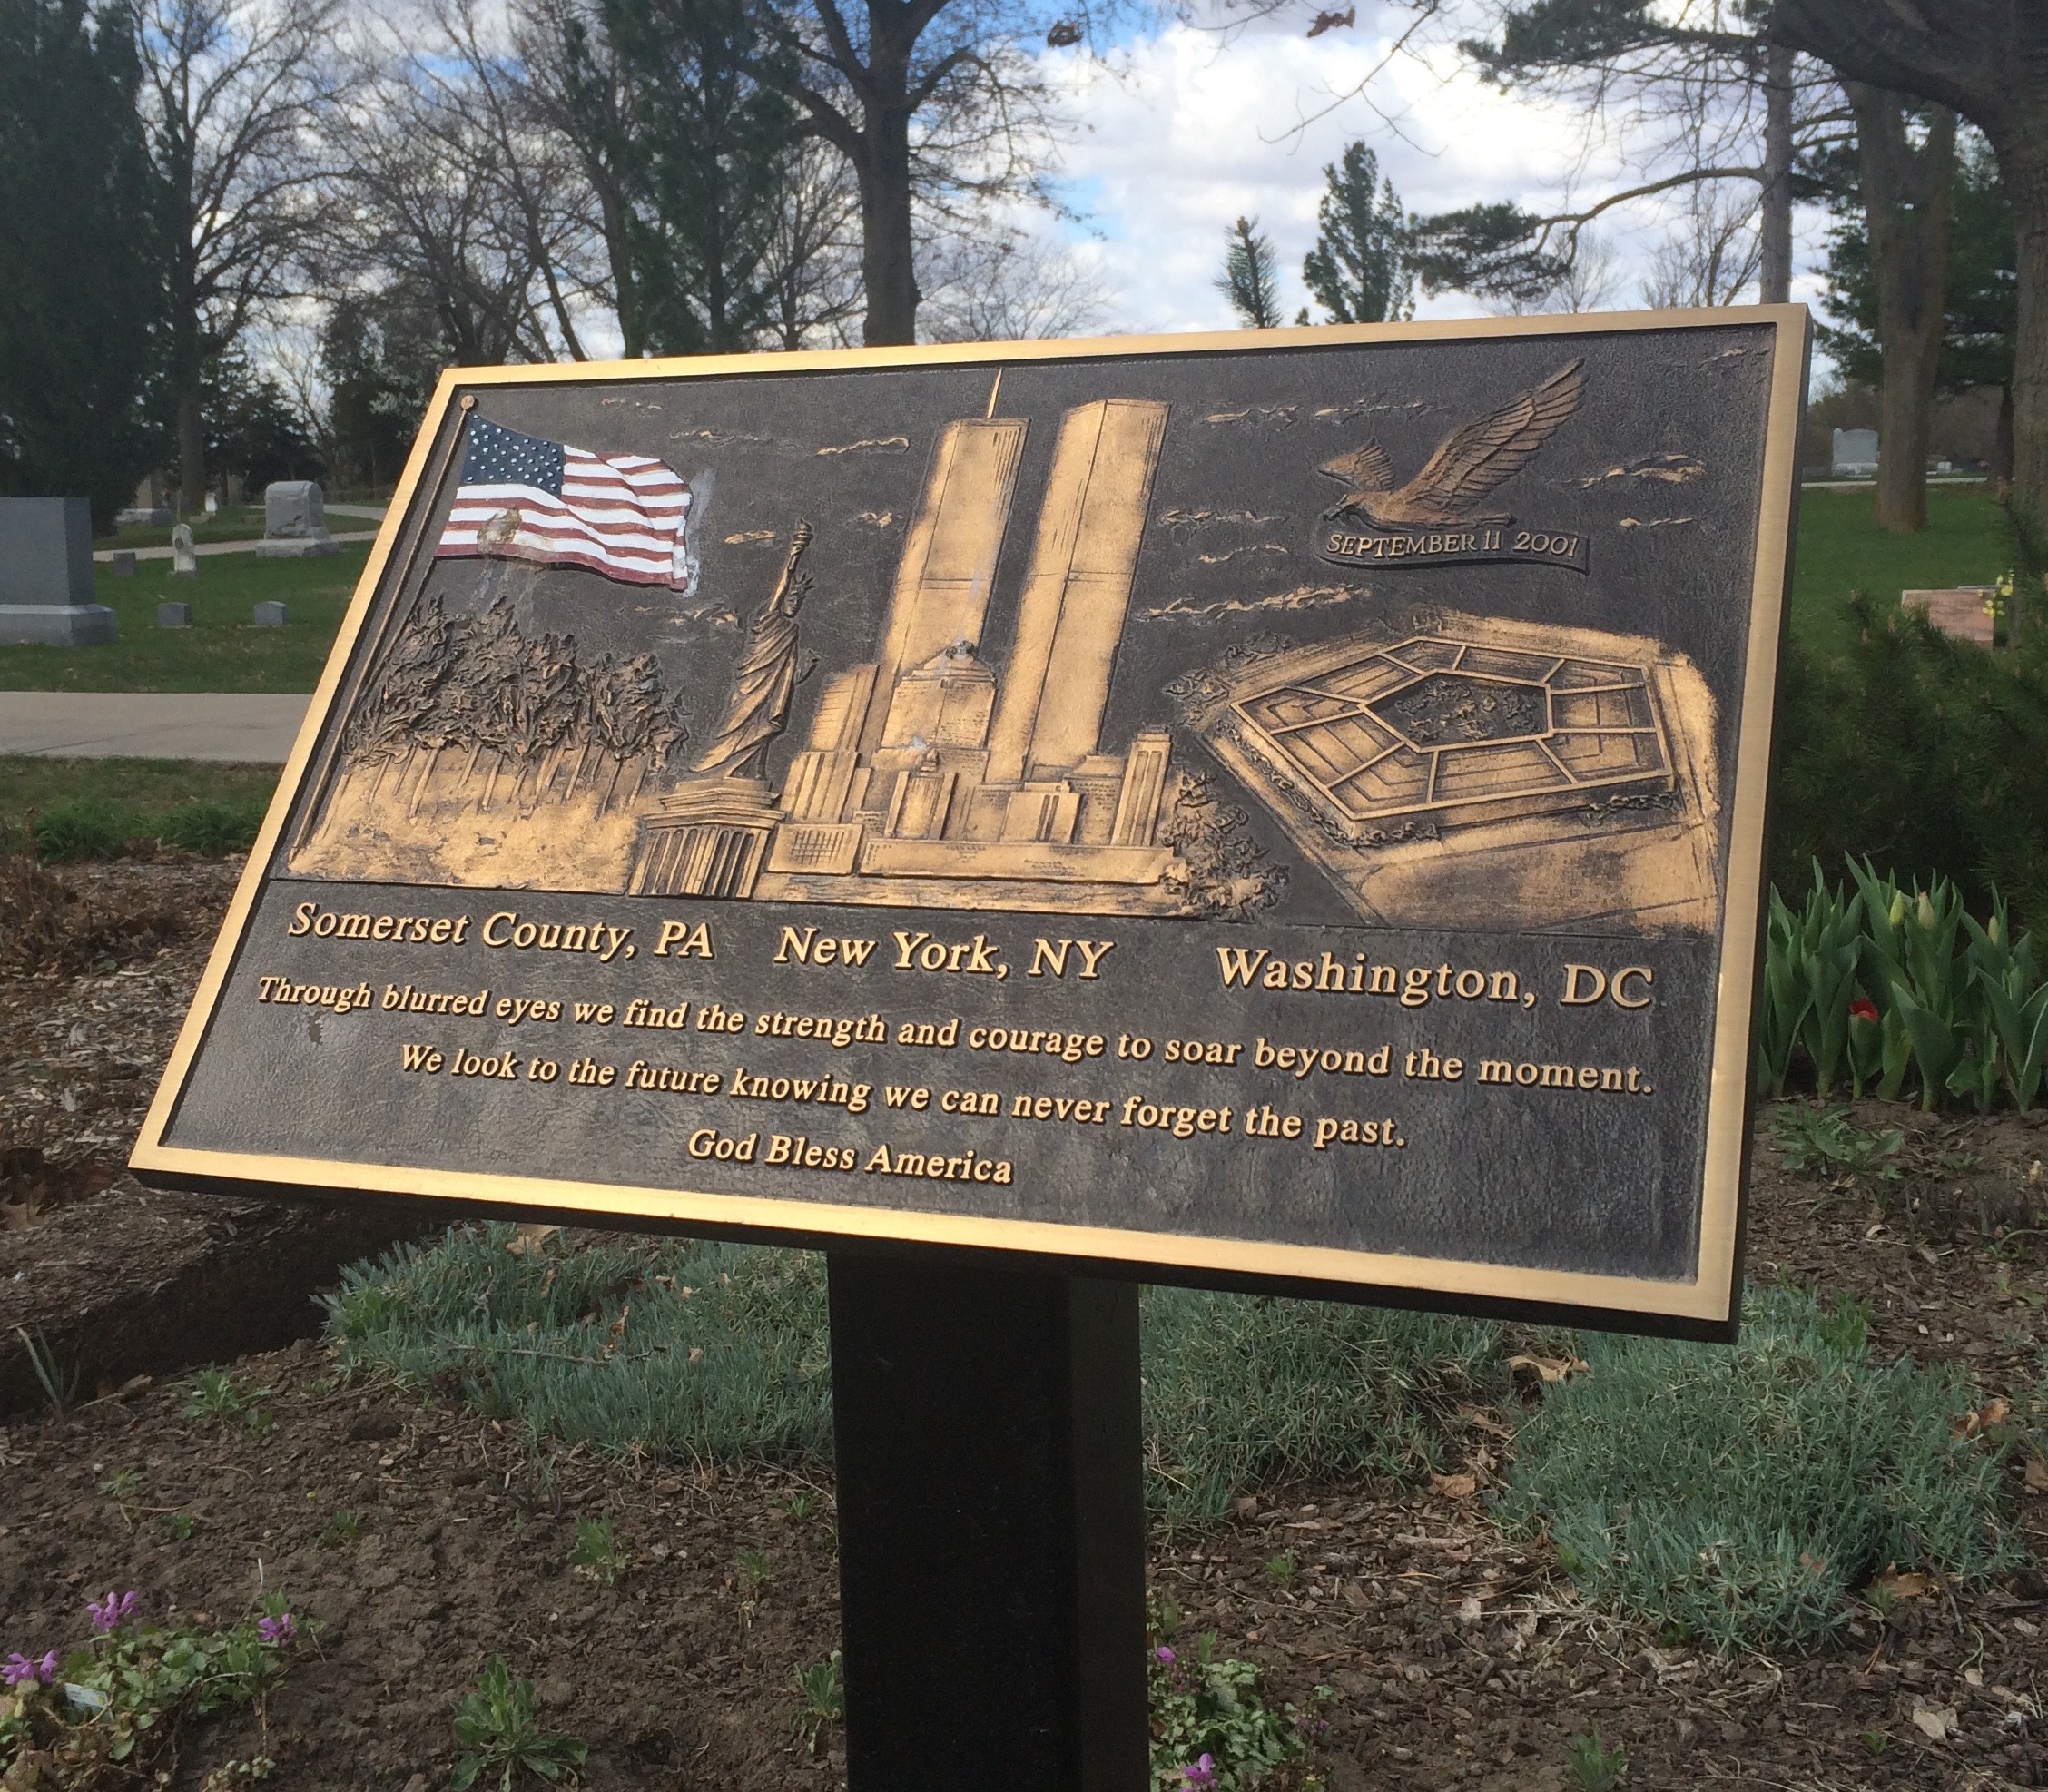 SEPTEMBER 11 2001
Somerset County, PA New York, NY Washington, DC
Through blurred eyes we find the strength and courage to soar beyond the moment.
We look to the future knowing we can never forget the past.
God Bless America